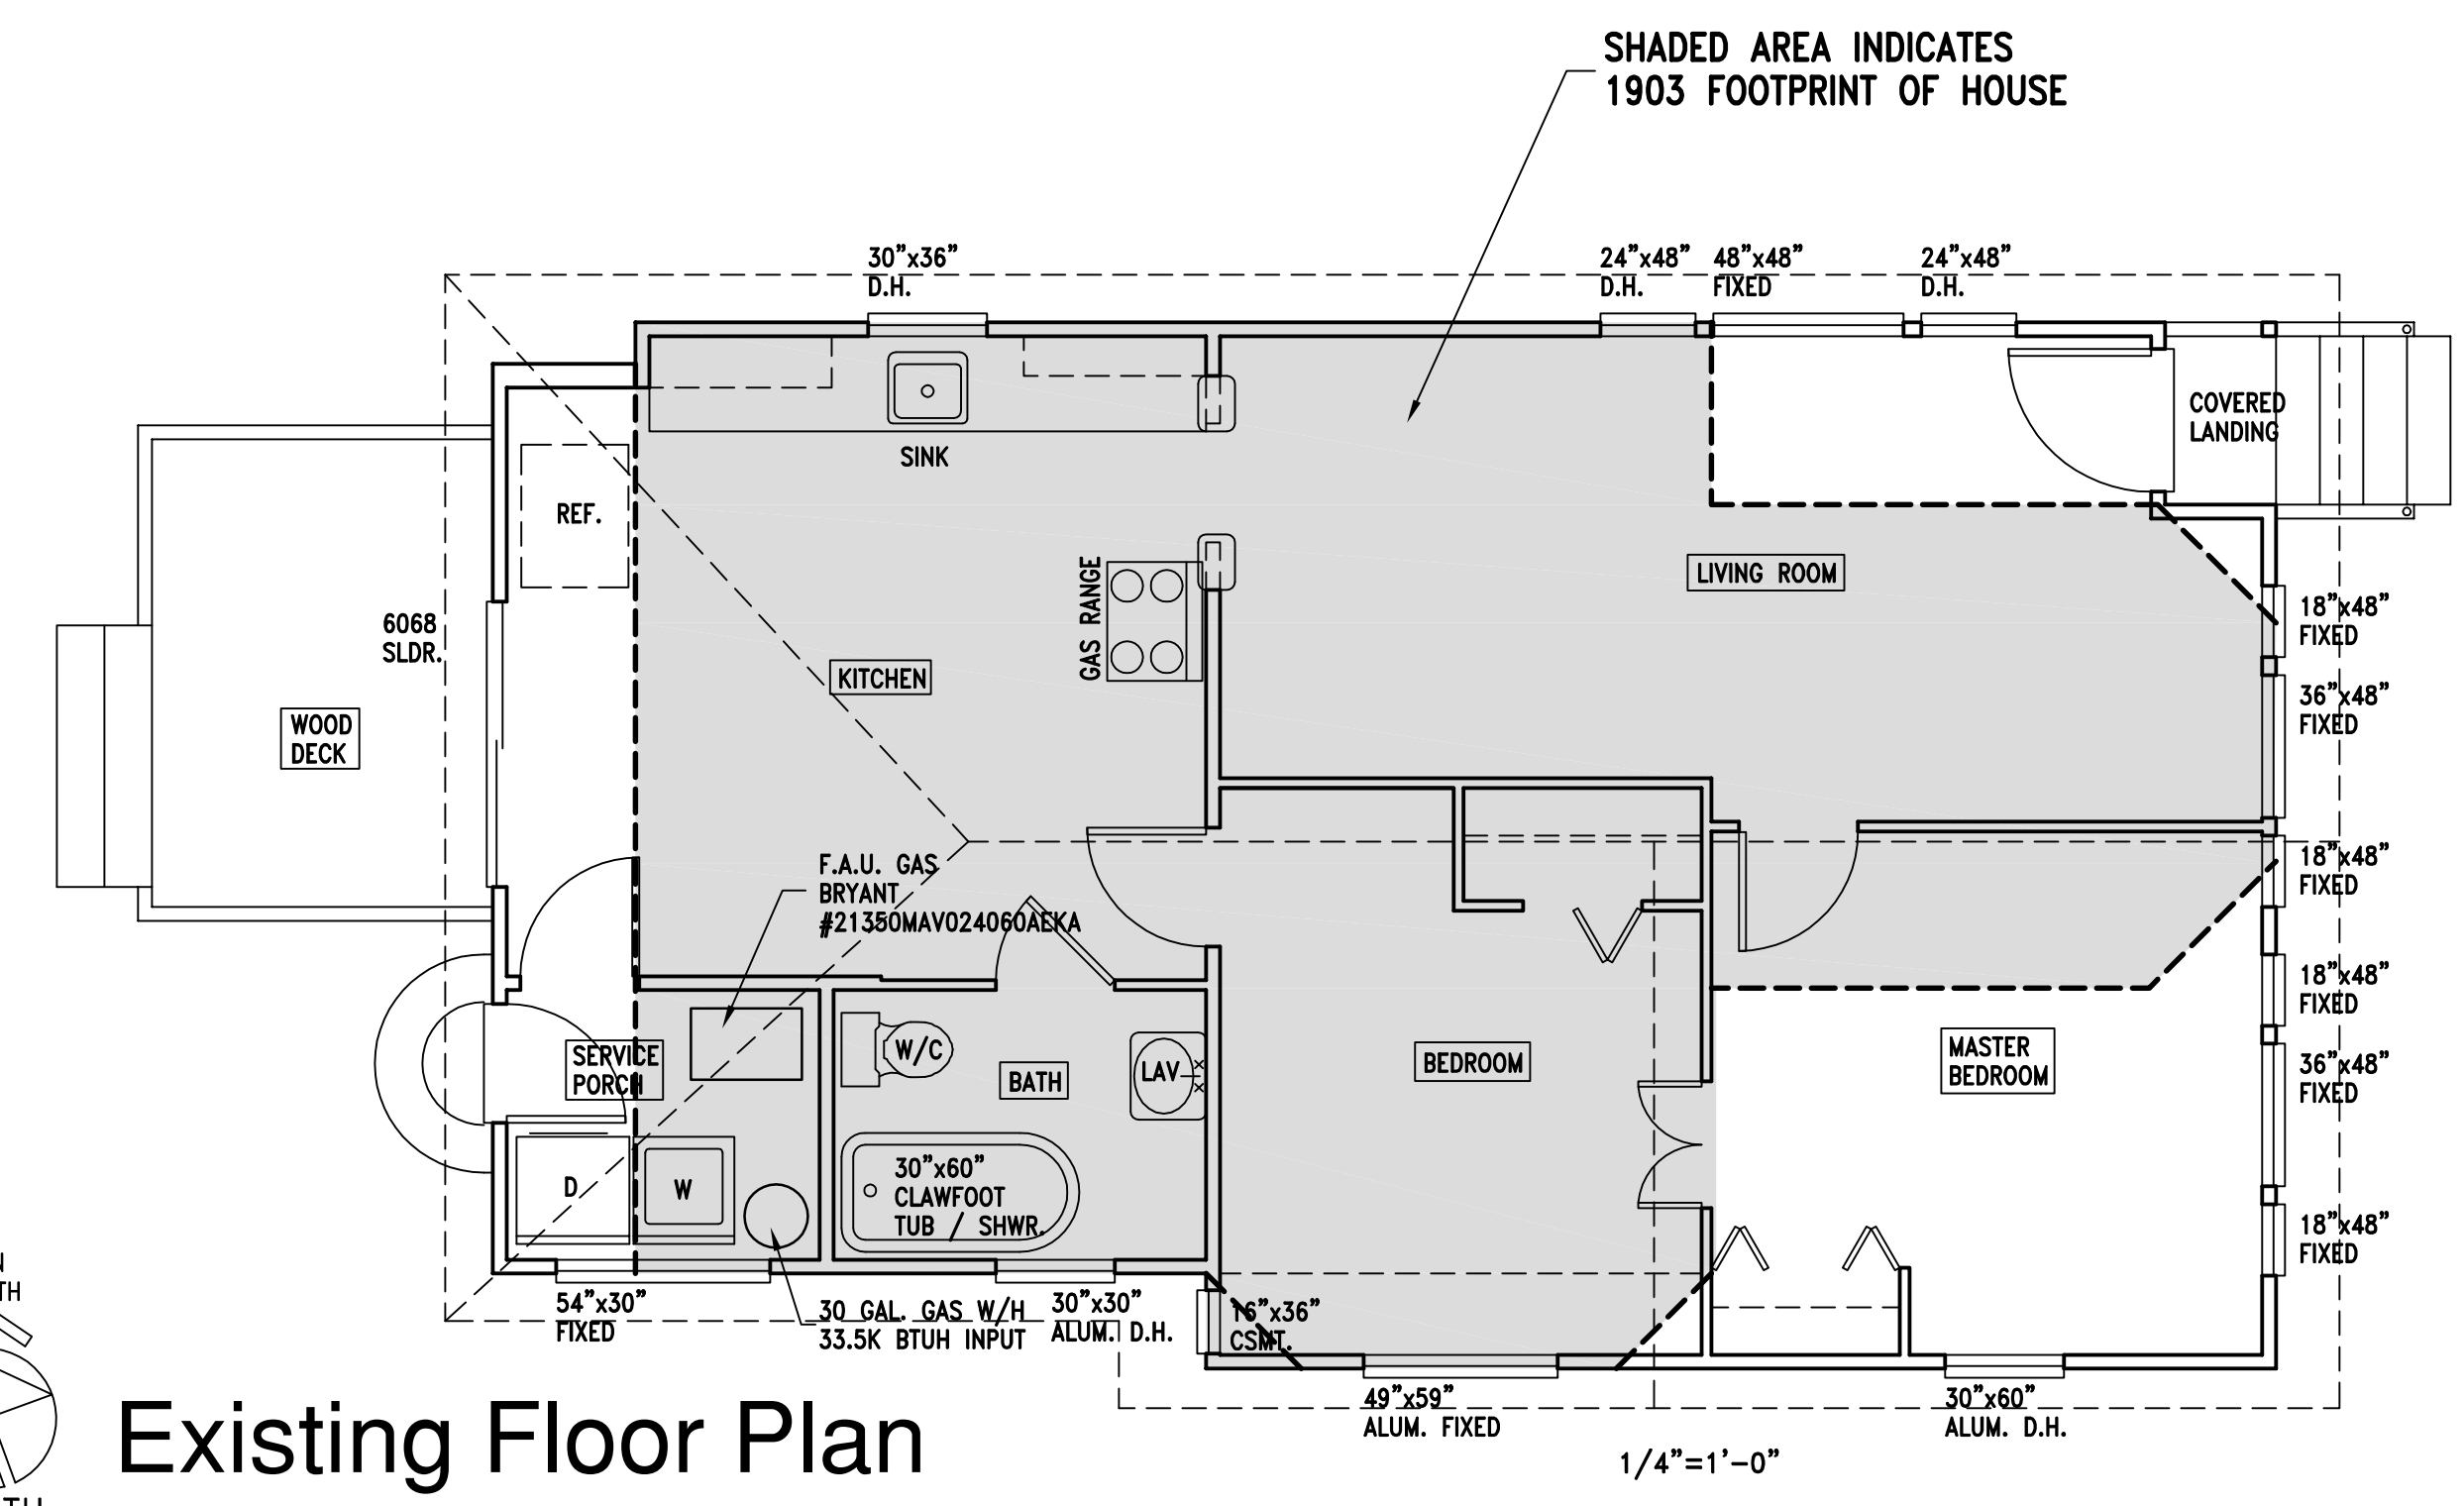 SHADED AREA INDICATES
1903 FOOTPRINT OF HOUSE
30"x36"
D.H.
24"x48"
D.H.
48"x48"
FIXED
24"x48"
D.H.
COVERED
LANDING
SINK
REF.
GAS RANGE
LIVING ROOM
18"x48"
FIXED
6068
SLDR.
KITCHEN
36"x48"
FIXED
WOOD
DECK
F.A.U. GAS
BRYANT
#21350MAV024060AEKA
18"x48"
FIXED
18"x48"
FIXED
SERVICE
PORCH
W/C
BATH
LAV
BEDROOM
MASTER
BEDROOM
36"x48"
FIXED
D
W
30"x60"
CLAWFOOT
TUB / SHWR.
18"x48"
FIXED
54"x30"
FIXED
30 GAL. GAS W/H
33.5K BTUH INPUT
30"x30"
ALUM. D.H.
16"x36"
CSMT.
49"x59"
ALUM. FIXED
30"x60"
ALUM. D.H.
Existing Floor Plan
1/4"=1'-0"